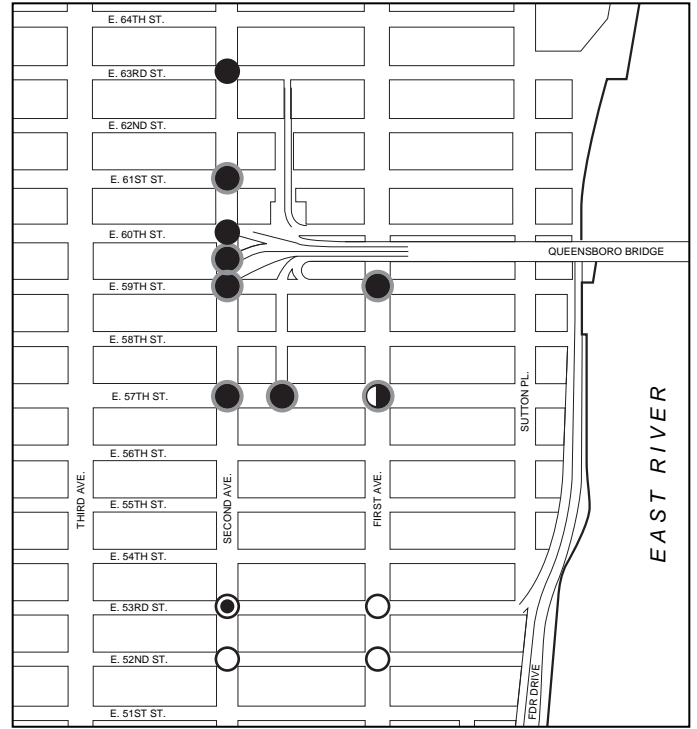 E. 64TH ST.
E. 63RD ST.
E. 62ND ST.
E. 61ST ST.
E. 60TH ST.
QUEENSBORO BRIDGE
E. 59TH ST.
E. 58TH ST.
E. 57TH ST.
SUTTON PL.
E. 56TH ST.
THIRD AVE.
SECOND AVE.
FIRST AVE.
EAST RIVER
E. 55TH ST.
E. 54TH ST.
E. 53RD ST.
E. 52ND ST.
FDR DRIVE
E. 51ST ST.